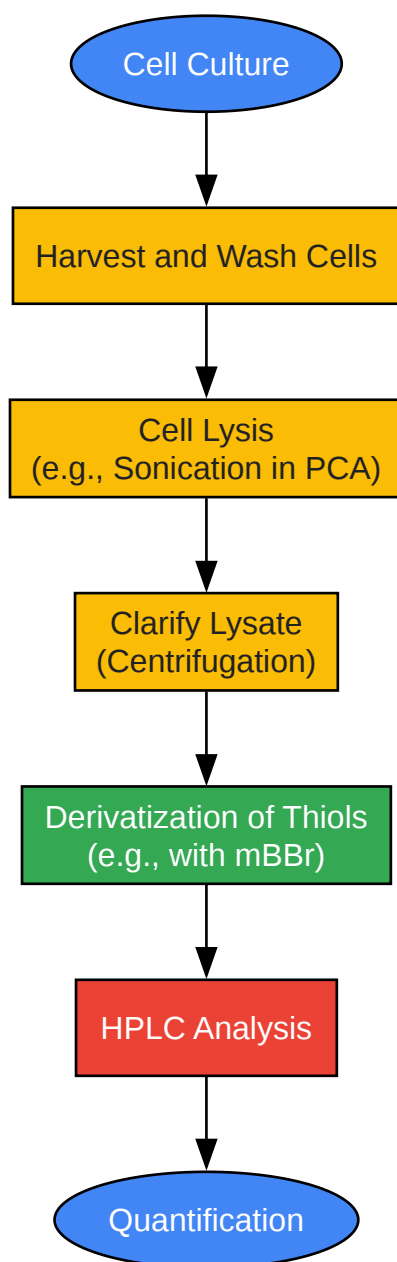 Cell Culture
Harvest and Wash Cells
Cell Lysis
(e.g., Sonication in PCA)
Clarify Lysate
(Centrifugation)
Derivatization of Thiols
(e.g., with mBBr)
HPLC Analysis
Quantification